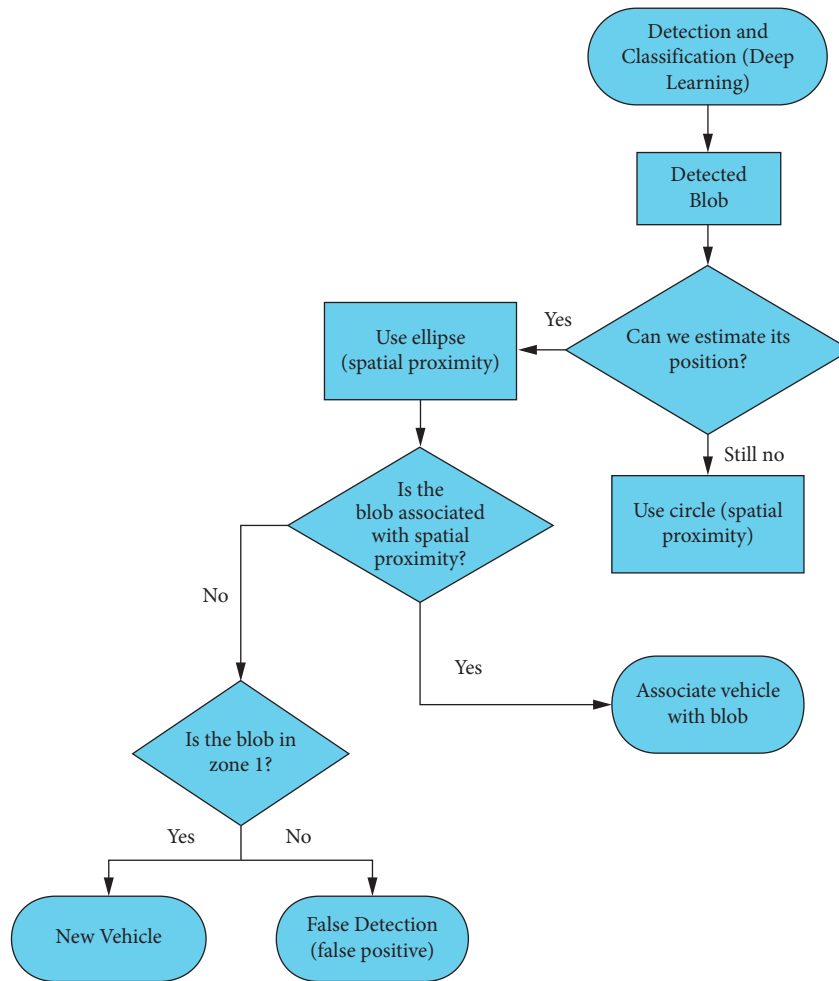 Detection and
Classification (Deep
Learning)
Detected
Blob
Can we estimate its
position?
Yes
Use ellipse
(spatial proximity)
Still no
Use circle (spatial
proximity)
Is the
blob associated
with spatial
proximity?
No
Yes
Associate vehicle
with blob
Is the blob in
zone 1?
Yes
No
New Vehicle
False Detection
(false positive)